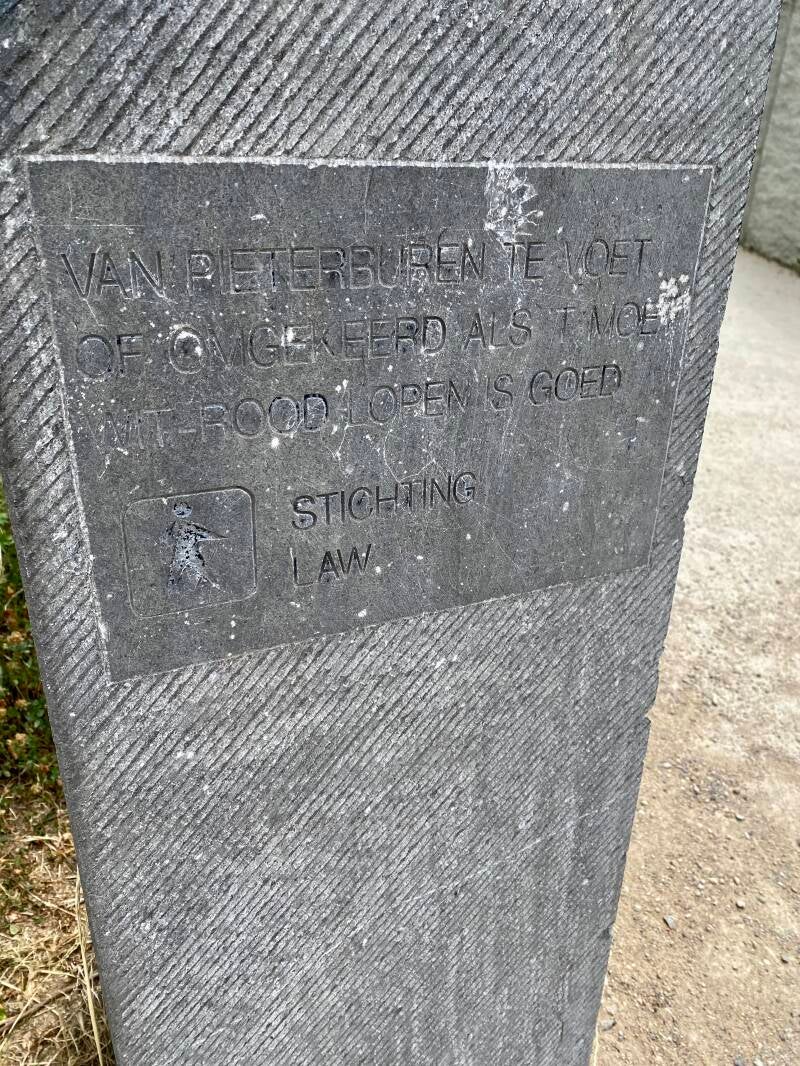 VAN PIETERBUREN TE VOET
OF OMGEKEERD ALS 'T MOET
WIT-ROOD LOPEN IS GOED
STICHTING
LAW